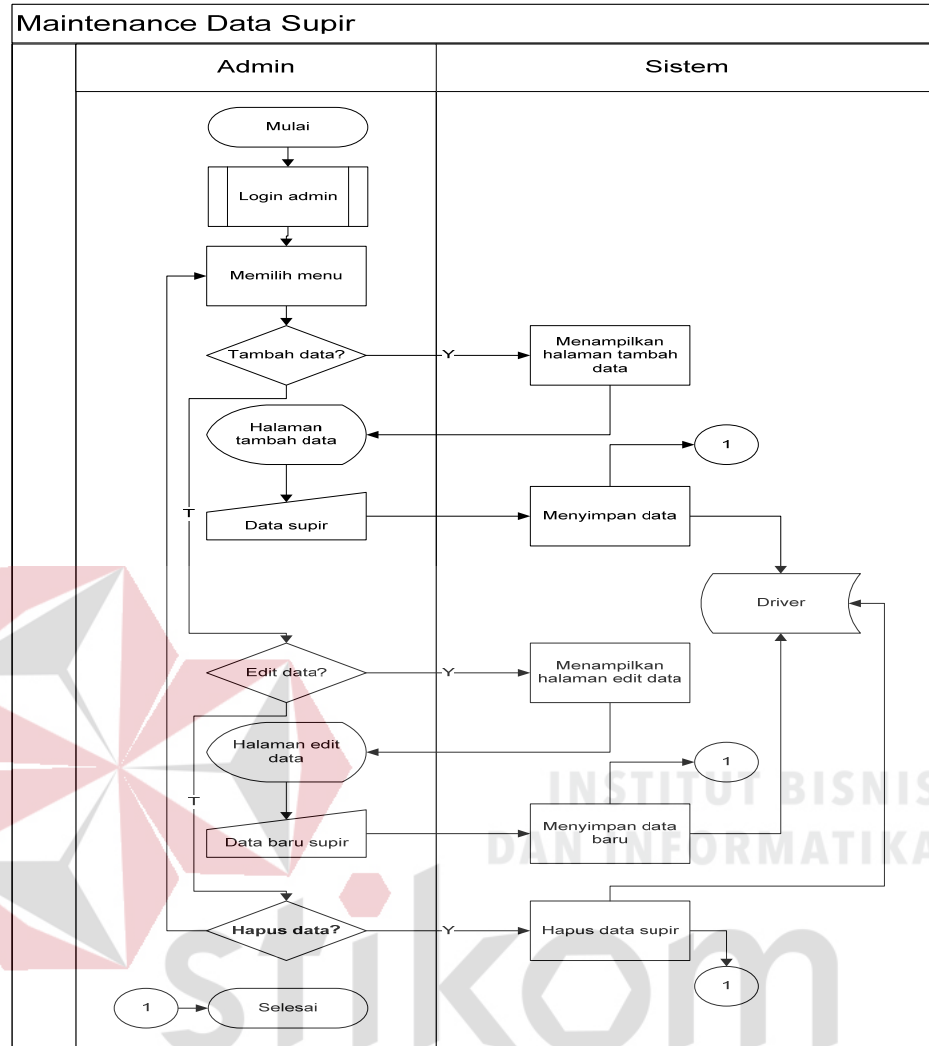 Maintenance Data Supir
Admin
Sistem
Mulai
Login admin
Memilih menu
Tambah data?
Y
Menampilkan
halaman tambah
data
Halaman
tambah data
1
T
Data supir
Menyimpan data
Driver
Edit data?
Y
Menampilkan
halaman edit data
Halaman edit
data
1
T
Data baru supir
Menyimpan data
baru
Hapus data?
Y
Hapus data supir
1
1
Selesai
INSTITUT BISNIS
DAN INFORMATIKA
stikom